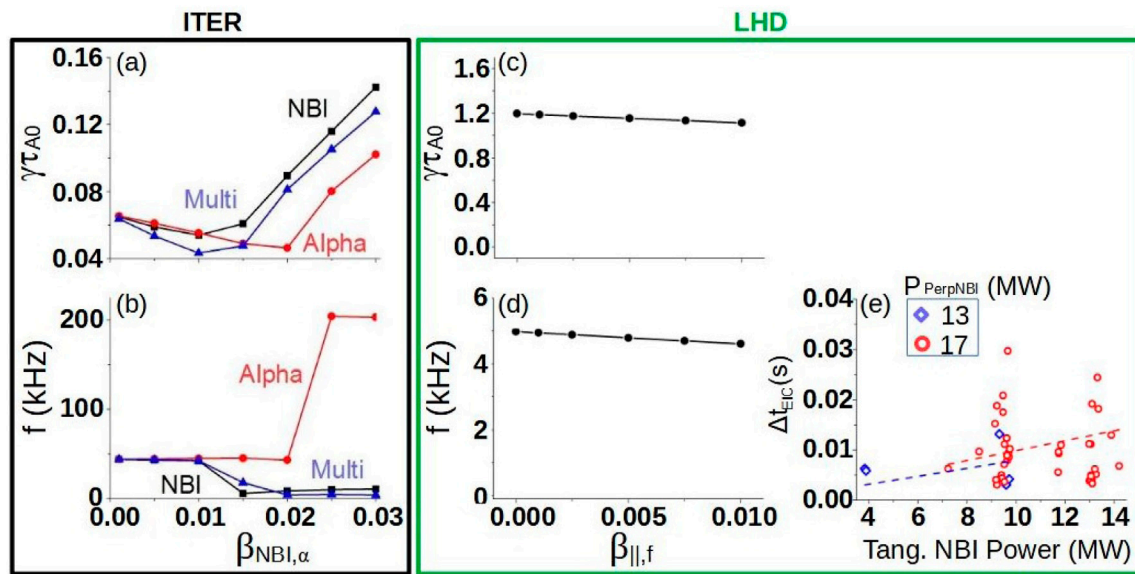 ITER
LHD
(a)
0.16
0.12
0.08
0.04
γτA0
NBI
Multi
Alpha
(b)
200
100
0
f (kHz)
Alpha
NBI
Multi
0.00 0.01 0.02 0.03
βNBI,α
(c)
1.6
1.2
0.8
0.4
0.0
γτA0
(d)
6
4
2
0
f (kHz)
0.000 0.005 0.010
β||,f
P PerpNBI (MW)
13
17
(e)
0.04
0.03
0.02
0.01
0.00
ΔtEIC(s)
4 6 8 10 12 14
Tang. NBI Power (MW)